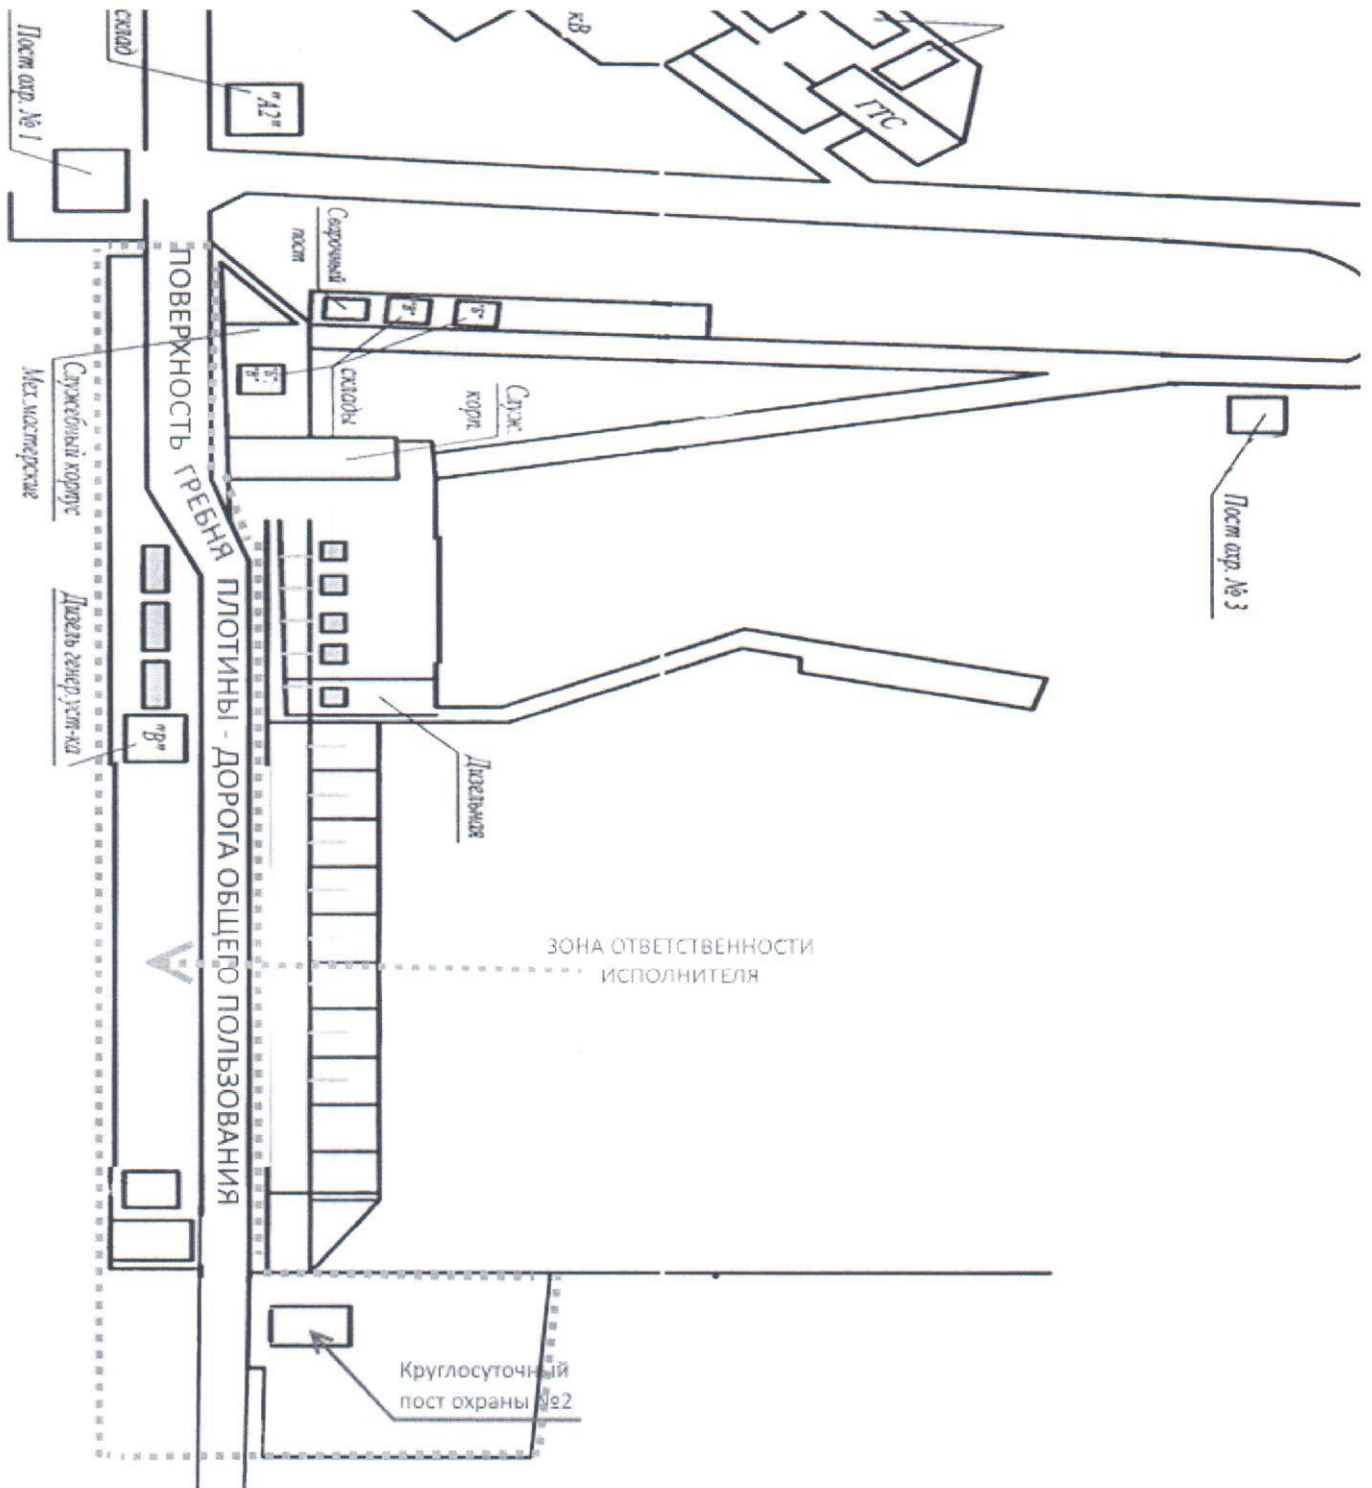 склад
Пост охр. № 1
"А2"
кВ
ГТС
Сварочный
пост
"В"
"Б"
"Б",
"В"
склады
Служ.
корп.
Служебный корпус
Мех.мастерские
Пост охр. № 3
Дизель генер.уст-ка
"В"
Дизельная
ПОВЕРХНОСТЬ ГРЕБНЯ ПЛОТИНЫ - ДОРОГА ОБЩЕГО ПОЛЬЗОВАНИЯ
ЗОНА ОТВЕТСТВЕННОСТИ
ИСПОЛНИТЕЛЯ
Круглосуточный
пост охраны №2